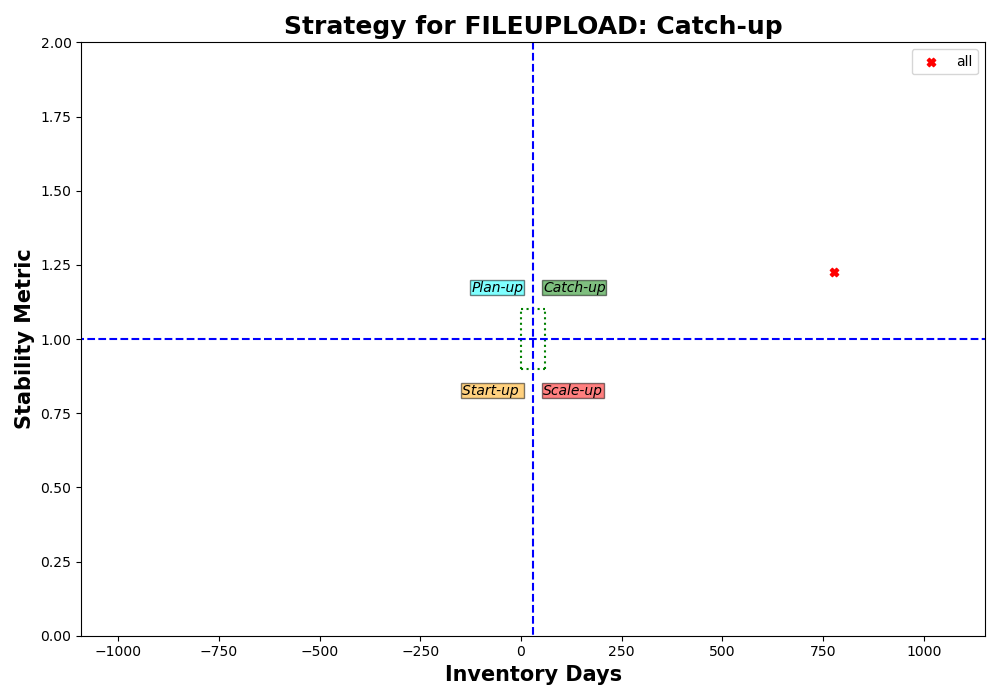 Strategy for FILEUPLOAD: Catch-up
2.00
all
1.75
1.50
1.25
Plan-up
Catch-up
1.00
Start-up
Scale-up
0.75
0.50
0.25
0.00
Stability Metric
−1000
−750
−500
−250
0
250
500
750
1000
Inventory Days